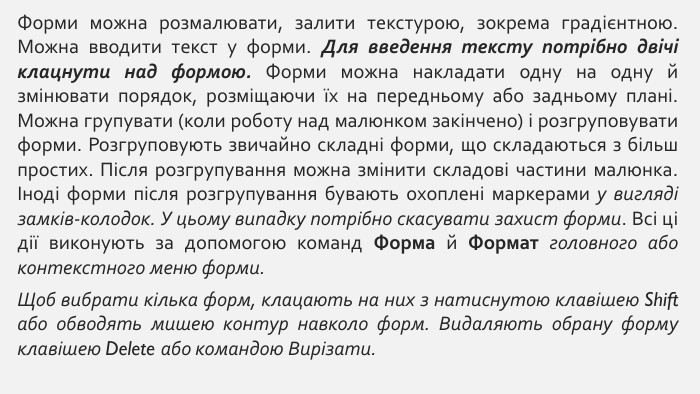 Форми можна розмалювати, залити текстурою, зокрема градієнтною.
Можна вводити текст у форми. Для введення тексту потрібно двічі
клацнути над формою. Форми можна накладати одну на одну й
змінювати порядок, розміщаючи їх на передньому або задньому плані.
Можна групувати (коли роботу над малюнком закінчено) і розгруповувати
форми. Розгруповують звичайно складні форми, що складаються з більш
простих. Після розгрупування можна змінити складові частини малюнка.
Іноді форми після розгрупування бувають охоплені маркерами у вигляді
замків-колодок. У цьому випадку потрібно скасувати захист форми. Всі ці
дії виконують за допомогою команд Форма й Формат головного або
контекстного меню форми.
Щоб вибрати кілька форм, клацають на них з натиснутою клавішею Shift
або обводять мишею контур навколо форм. Видаляють обрану форму
клавішею Delete або командою Вирізати.